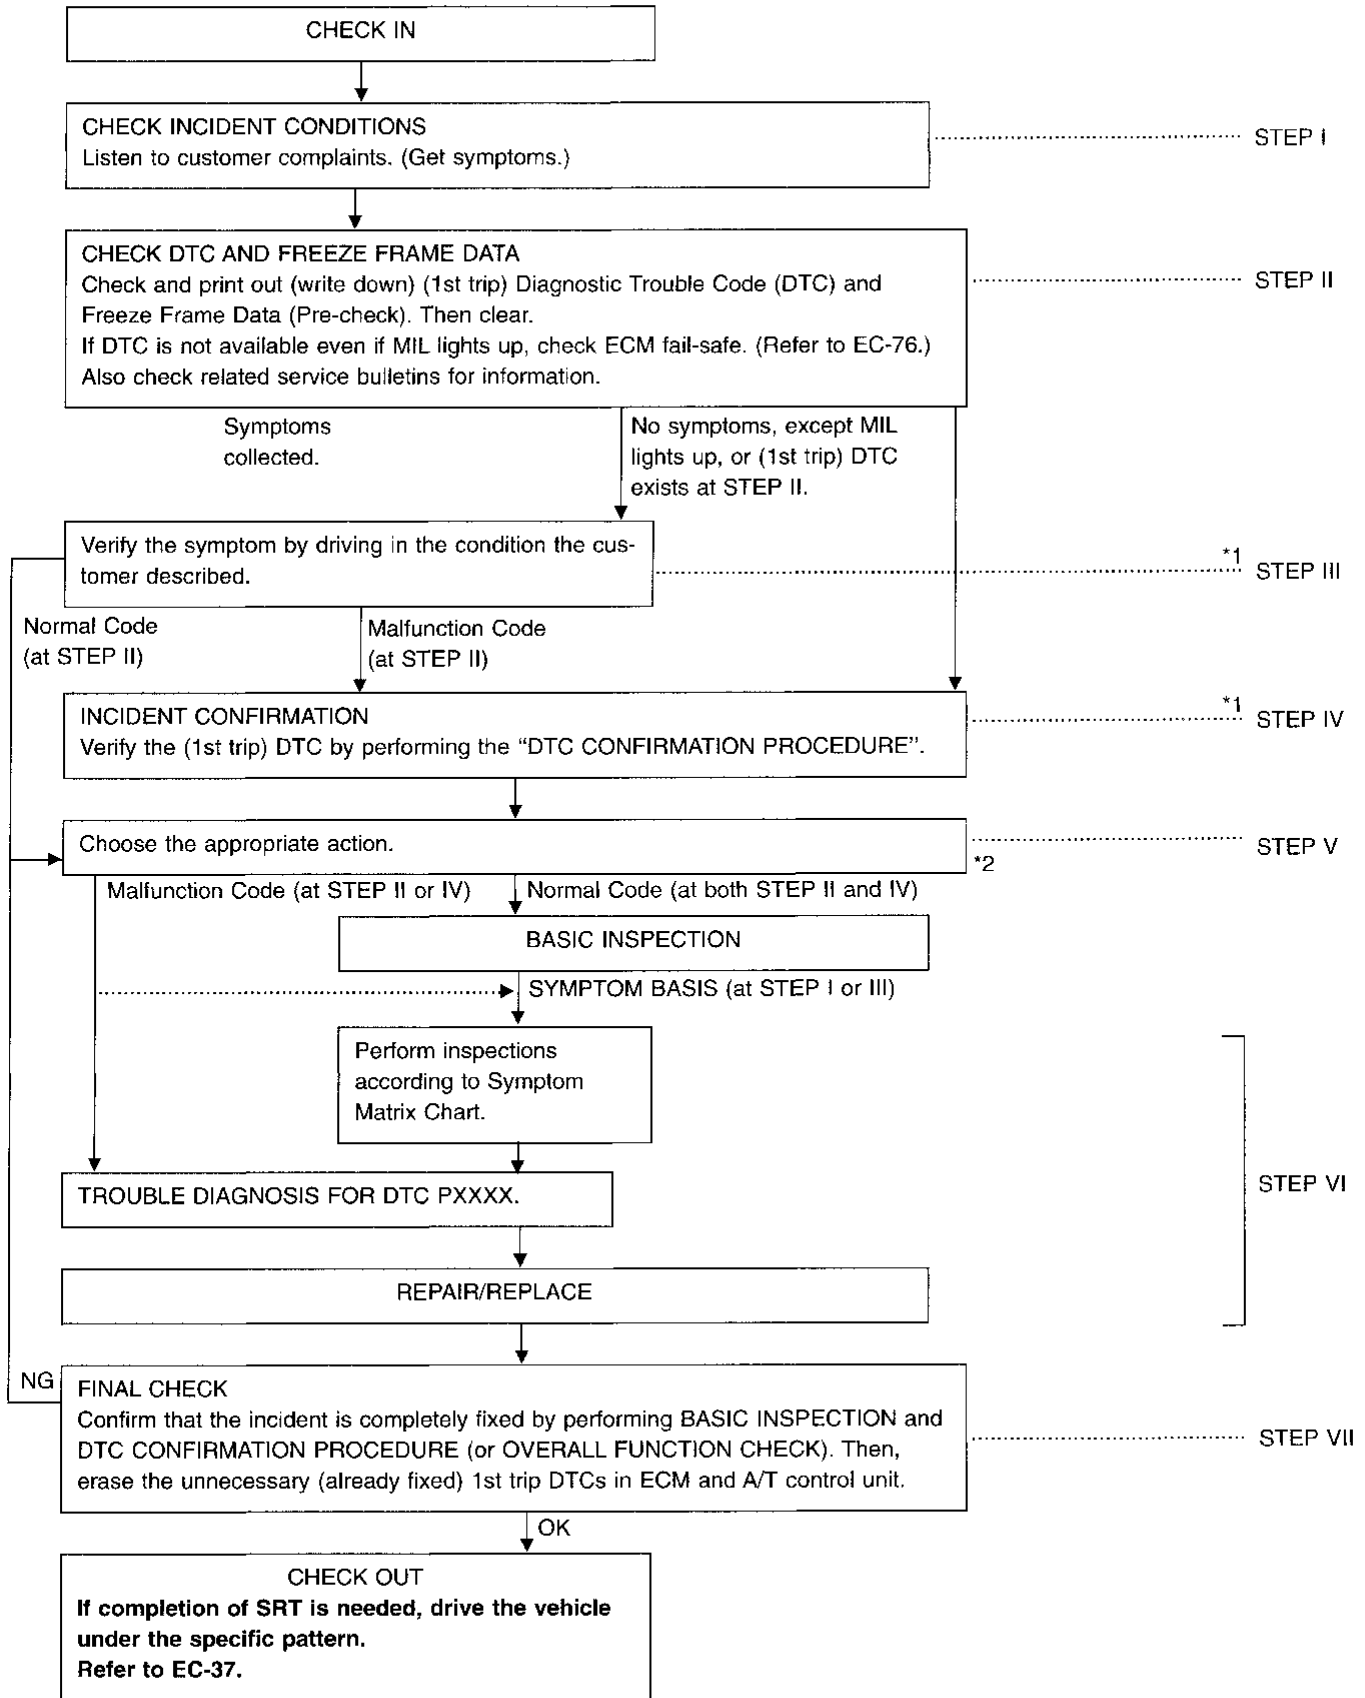 CHECK IN
CHECK INCIDENT CONDITIONS
Listen to customer complaints. (Get symptoms.)
STEP I
CHECK DTC AND FREEZE FRAME DATA
Check and print out (write down) (1st trip) Diagnostic Trouble Code (DTC) and
Freeze Frame Data (Pre-check). Then clear.
If DTC is not available even if MIL lights up, check ECM fail-safe. (Refer to EC-76.)
Also check related service bulletins for information.
STEP II
Symptoms
collected.
No symptoms, except MIL
lights up, or (1st trip) DTC
exists at STEP II.
Verify the symptom by driving in the condition the cus-
tomer described.
*1 STEP III
Normal Code
(at STEP II)
Malfunction Code
(at STEP II)
INCIDENT CONFIRMATION
Verify the (1st trip) DTC by performing the “DTC CONFIRMATION PROCEDURE”.
*1 STEP IV
Choose the appropriate action.
*2
STEP V
Malfunction Code (at STEP II or IV)
Normal Code (at both STEP II and IV)
BASIC INSPECTION
SYMPTOM BASIS (at STEP I or III)
Perform inspections
according to Symptom
Matrix Chart.
TROUBLE DIAGNOSIS FOR DTC PXXXX.
STEP VI
REPAIR/REPLACE
NG
FINAL CHECK
Confirm that the incident is completely fixed by performing BASIC INSPECTION and
DTC CONFIRMATION PROCEDURE (or OVERALL FUNCTION CHECK). Then,
erase the unnecessary (already fixed) 1st trip DTCs in ECM and A/T control unit.
STEP VII
OK
CHECK OUT
If completion of SRT is needed, drive the vehicle
under the specific pattern.
Refer to EC-37.